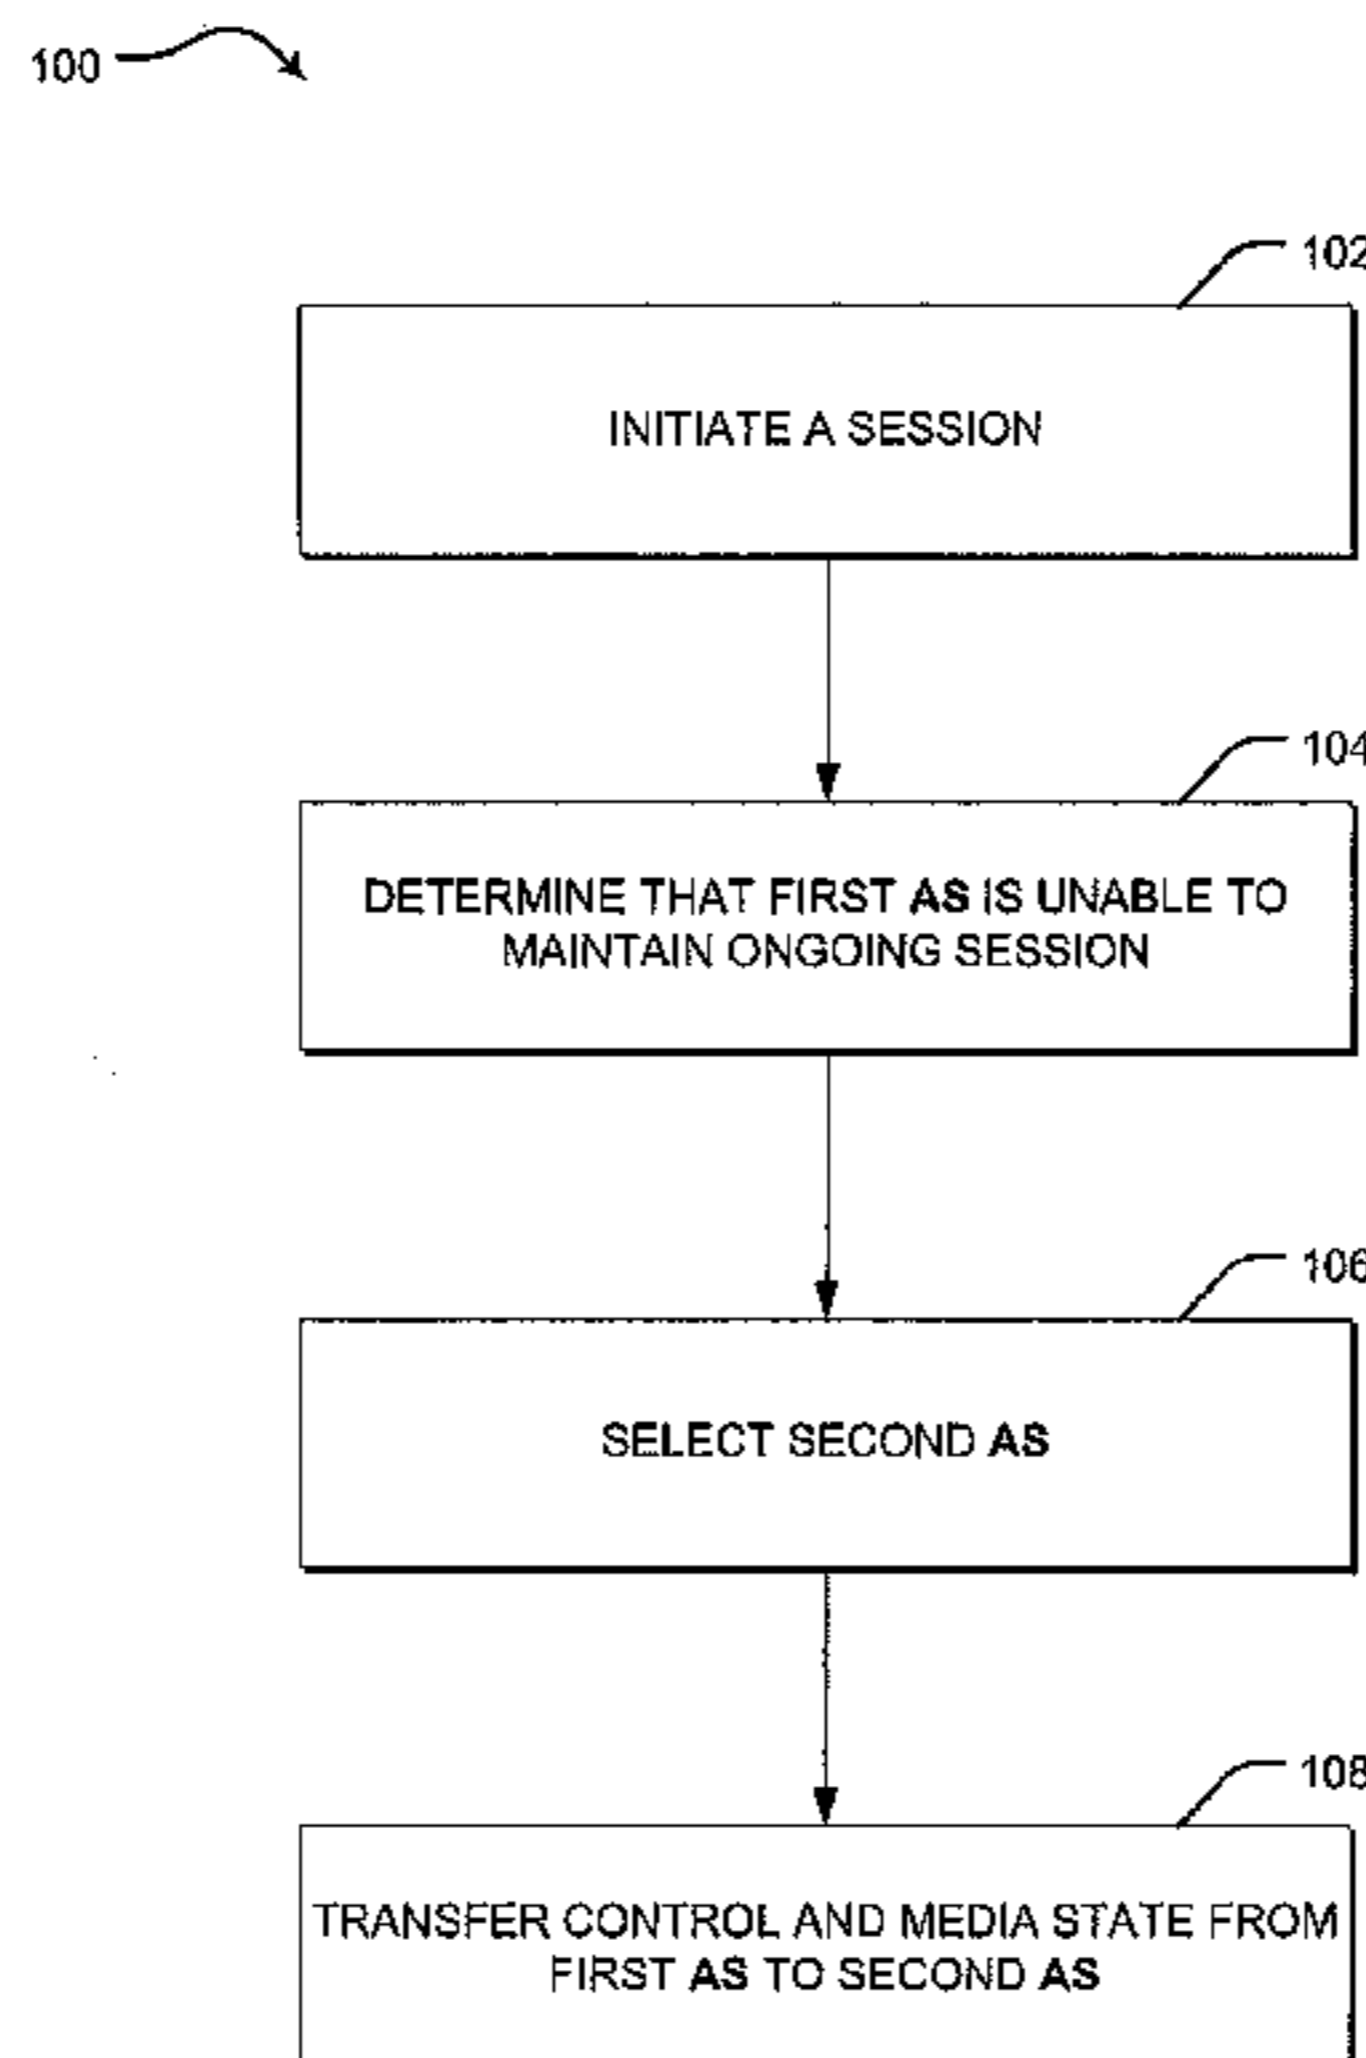 100
102
INITIATE A SESSION
104
DETERMINE THAT FIRST AS IS UNABLE TO
MAINTAIN ONGOING SESSION
106
SELECT SECOND AS
108
TRANSFER CONTROL AND MEDIA STATE FROM
FIRST AS TO SECOND AS